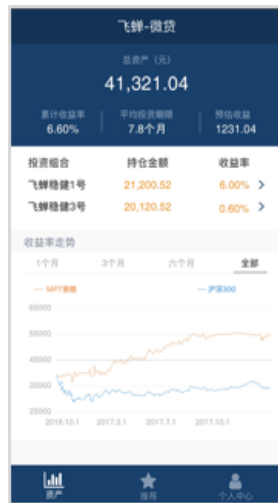 飞蝉-微贷
总资产（元）
41,321.04
累计收益率 平均投资期限 预估收益
6.60% 7.8个月 1231.04
投资组合 持仓金额 收益率
飞蝉稳健1号 21,200.52 6.00%
飞蝉稳健3号 20,120.52 0.60%
收益率走势
1个月 3个月 六个月 全部
MPT策略 沪深300
65000
55000
45000
35000
25000
2016.10.1 2017.3.1 2017.7.1 2017.10.1
资产 推荐 个人中心